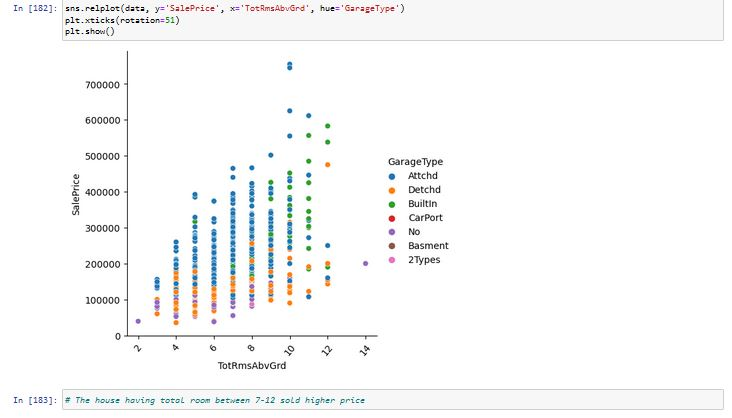 In [182]: sns.relplot(data, y='SalePrice', x='TotRmsAbvGrd', hue='GarageType')
plt.xticks(rotation=51)
plt.show()
700000
600000
500000
400000
300000
200000
100000
0
SalePrice
2 4 6 8 10 12 14
TotRmsAbvGrd
GarageType
Attchd
Detchd
BuiltIn
CarPort
No
Basment
2Types
In [183]: # The house having total room between 7-12 sold higher price